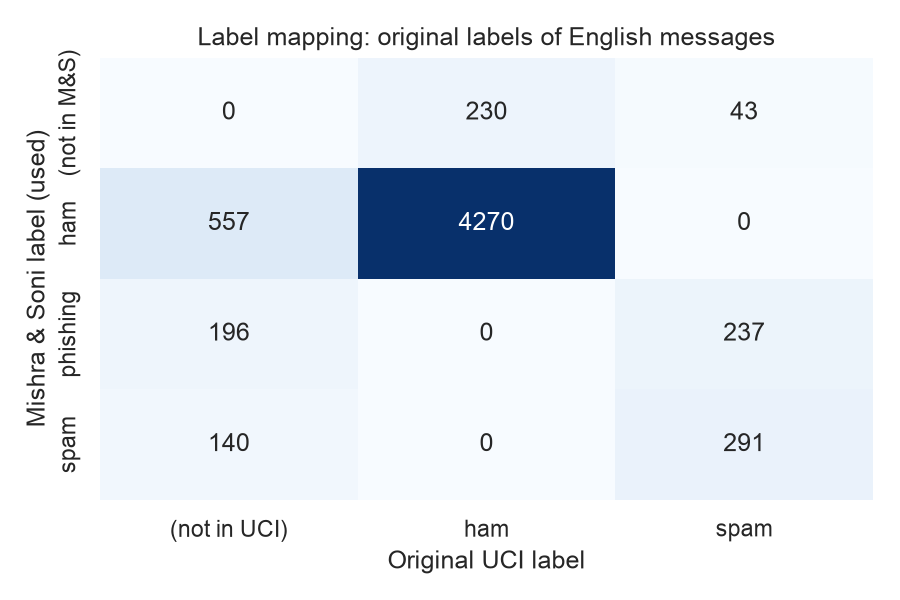 Label mapping: original labels of English messages
Mishra & Soni label (used)
(not in M&S)
0 230 43
ham
557 4270 0
phishing
196 0 237
spam
140 0 291
(not in UCI) ham spam
Original UCI label